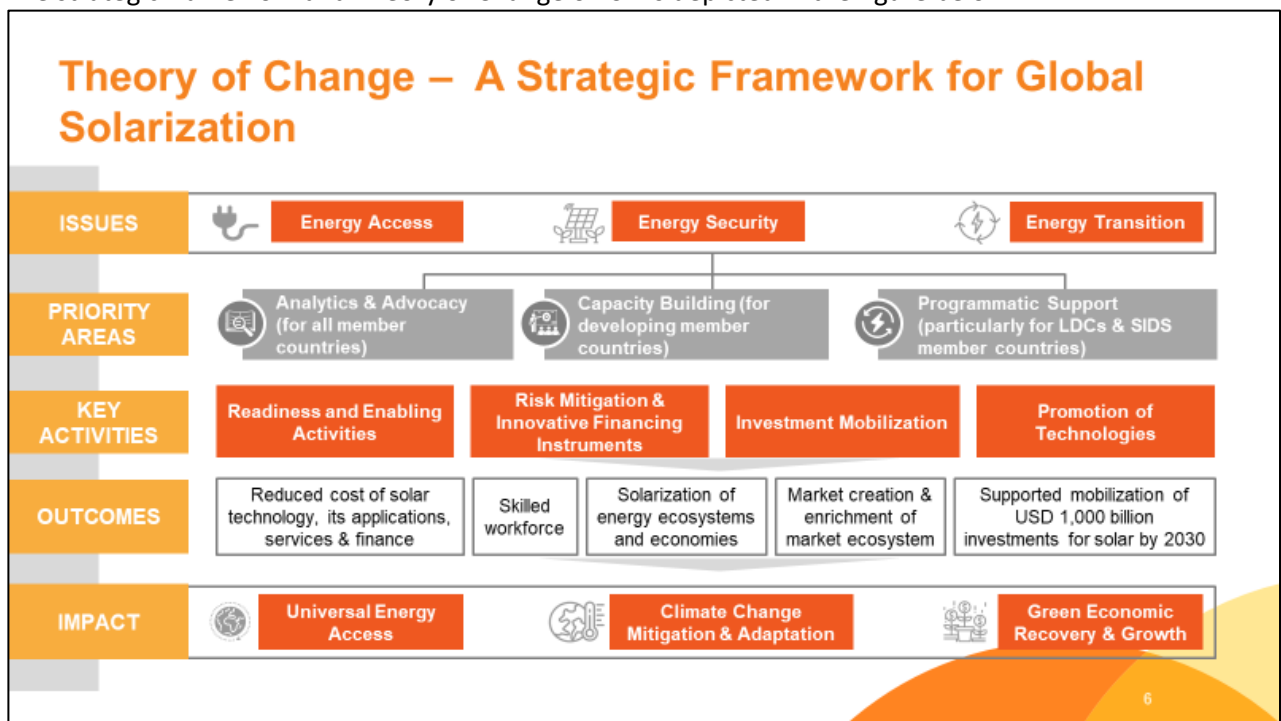 Theory of Change – A Strategic Framework for Global
Solarization
ISSUES
Energy Access
Energy Security
Energy Transition
PRIORITY
AREAS
Analytics & Advocacy
(for all member
countries)
Capacity Building (for
developing member
countries)
Programmatic Support
(particularly for LDCs & SIDS
member countries)
KEY
ACTIVITIES
Readiness and Enabling
Activities
Risk Mitigation &
Innovative Financing
Instruments
Investment Mobilization
Promotion of
Technologies
OUTCOMES
Reduced cost of solar
technology, its applications,
services & finance
Skilled
workforce
Solarization of
energy ecosystems
and economies
Market creation &
enrichment of
market ecosystem
Supported mobilization of
USD 1,000 billion
investments for solar by 2030
IMPACT
Universal Energy
Access
Climate Change
Mitigation & Adaptation
Green Economic
Recovery & Growth
6